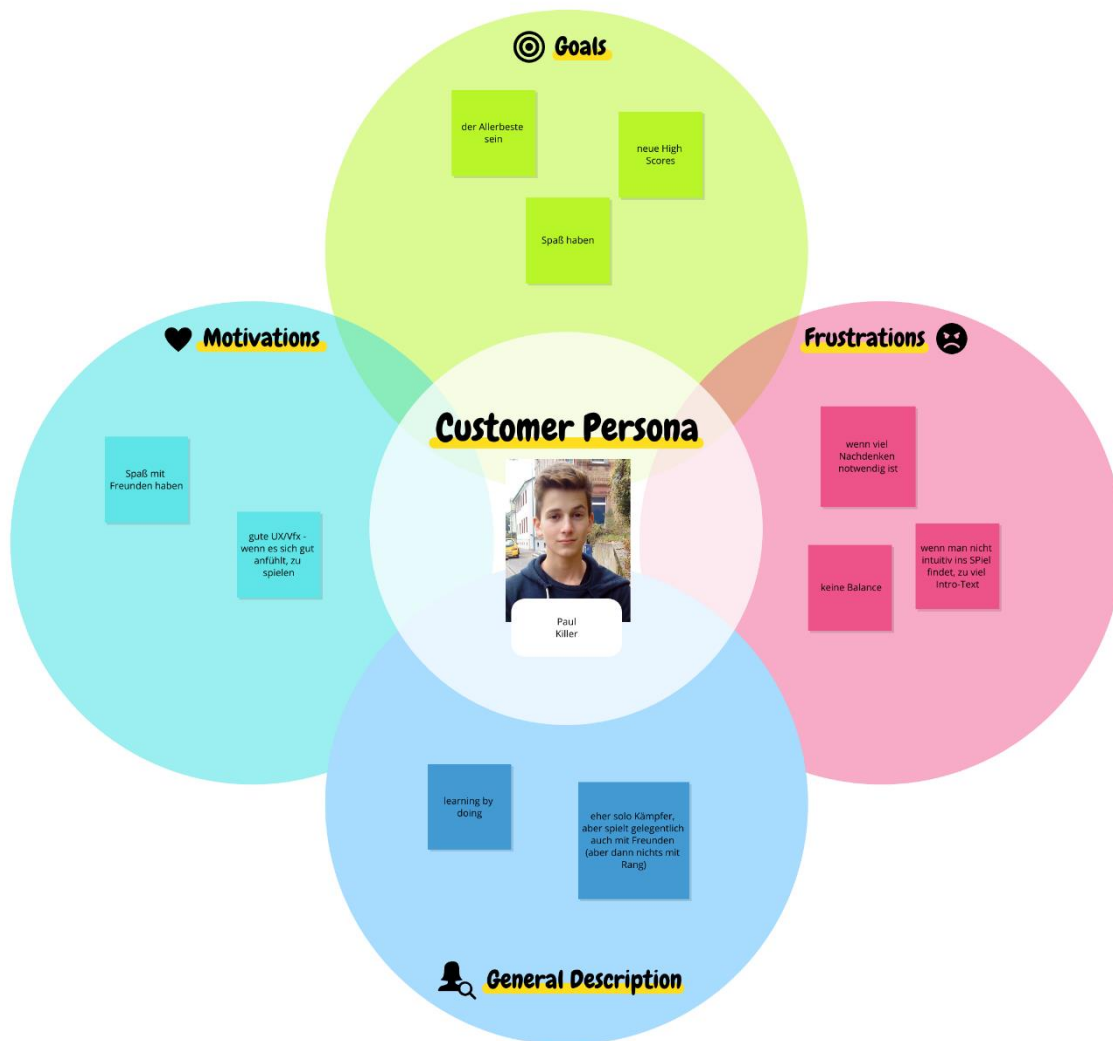 Goals
der Allerbeste
sein
neue High
Scores
Spaß haben
Motivations
Spaß mit
Freunden haben
gute UX/Vfx -
wenn es sich gut
anfühlt, zu
spielen
Frustrations
wenn viel
Nachdenken
notwendig ist
keine Balance
wenn man nicht
intuitiv ins SPiel
findet, zu viel
Intro-Text
Customer Persona
Paul
Killer
learning by
doing
eher solo Kämpfer,
aber spielt gelegentlich
auch mit Freunden
(aber dann nichts mit
Rang)
General Description